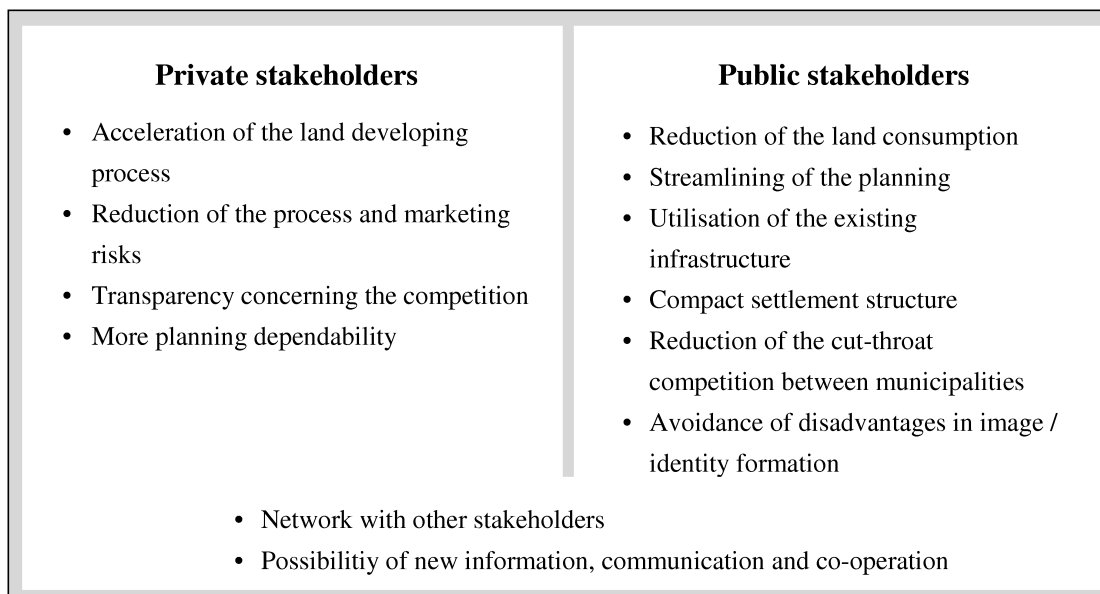 Private stakeholders
• Acceleration of the land developing
process
• Reduction of the process and marketing
risks
• Transparency concerning the competition
• More planning dependability
Public stakeholders
• Reduction of the land consumption
• Streamlining of the planning
• Utilisation of the existing
infrastructure
• Compact settlement structure
• Reduction of the cut-throat
competition between municipalities
• Avoidance of disadvantages in image /
identity formation
• Network with other stakeholders
• Possibilitiy of new information, communication and co-operation